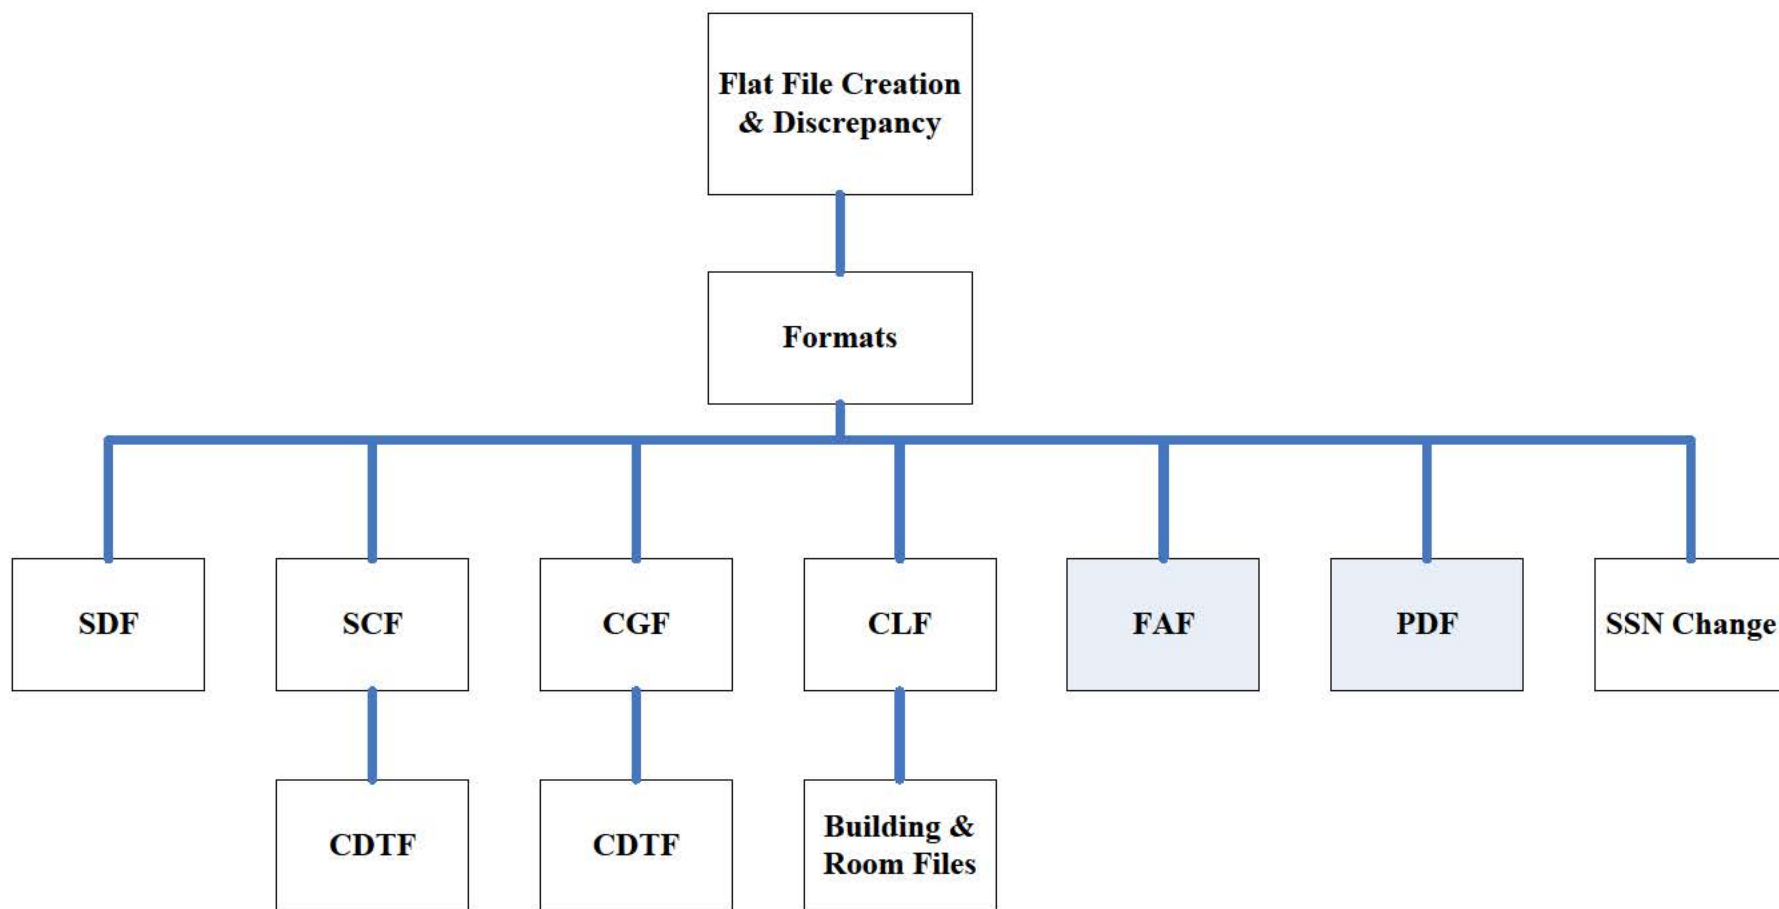 Flat File Creation
& Discrepancy
Formats
SDF
SCF
CGF
CLF
FAF
PDF
SSN Change
CDTF
CDTF
Building &
Room Files